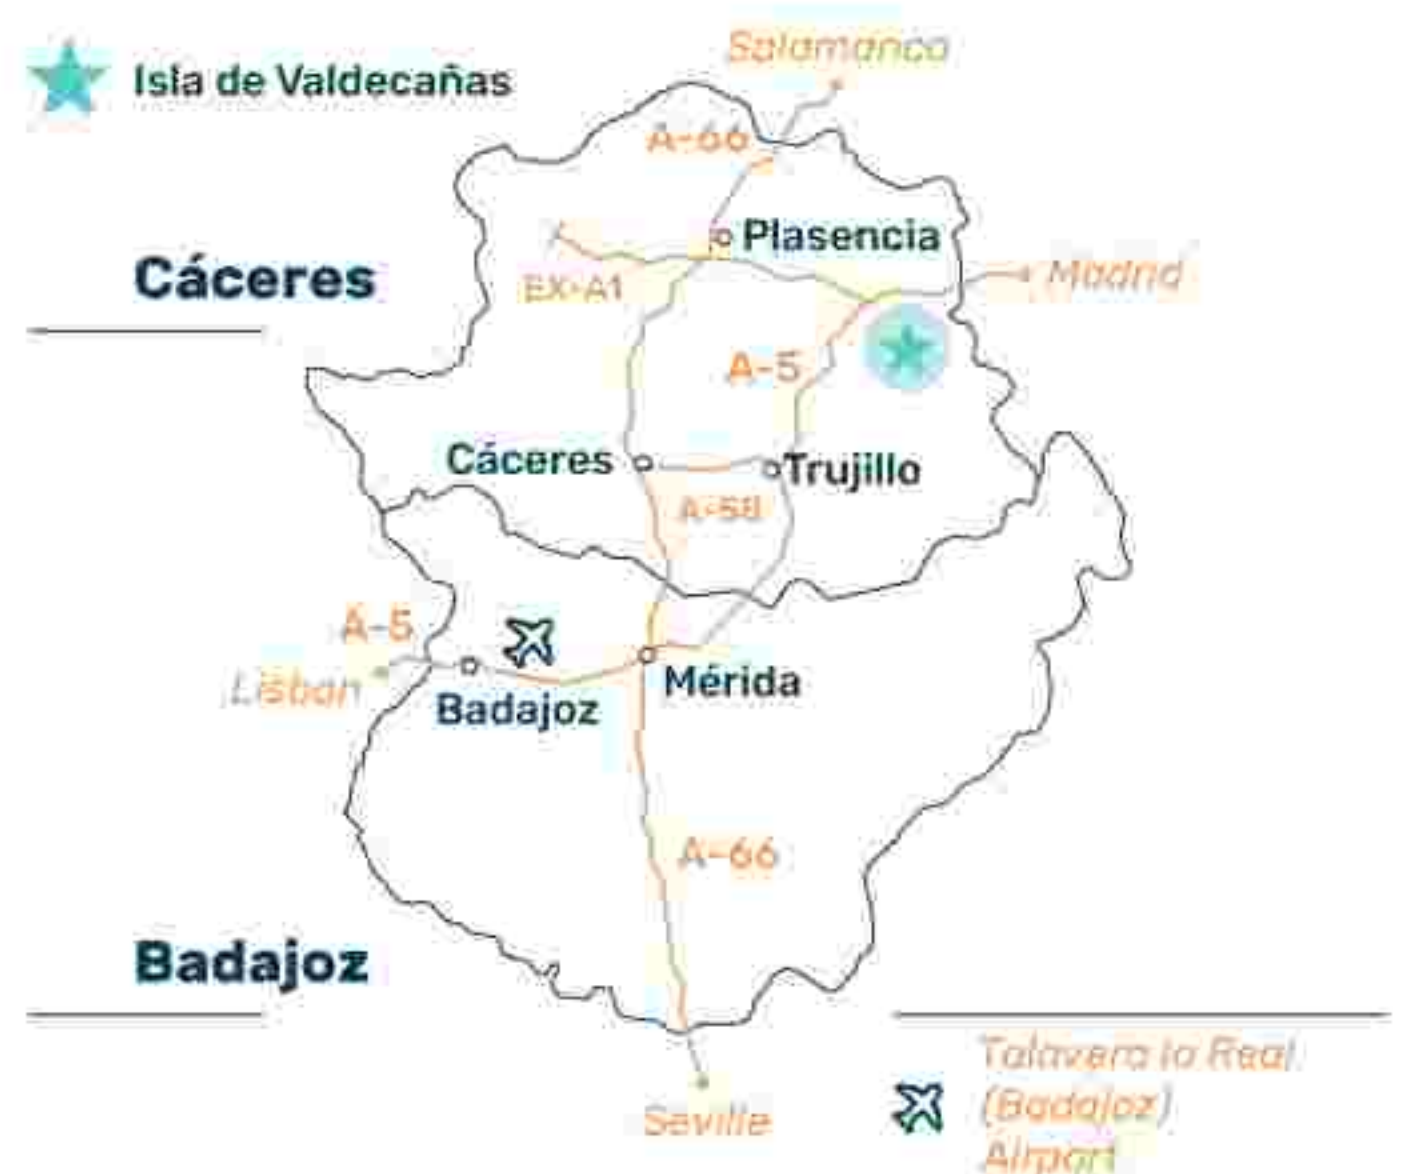 Salamanca
Isla de Valdecañas
A-66
Plasencia
Cáceres
Madrid
EX-A1
A-5
Cáceres
Trujillo
A-58
A-5
Lisbon
Mérida
Badajoz
A-66
Badajoz
Talavera la Real
(Badajoz)
Airport
Seville